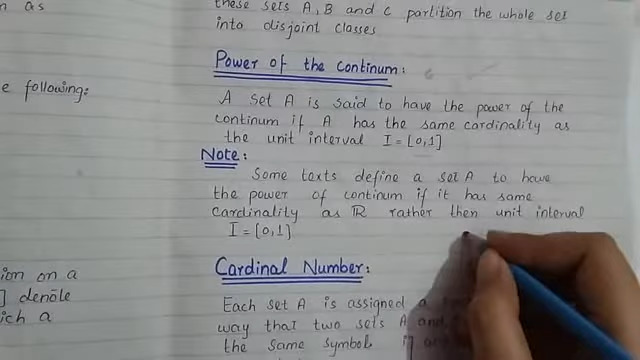 n as
these sets A, B and C partition the whole set
into disjoint classes
Power of the Continum:
e following:
A set A is said to have the power of the
continum if A has the same cardinality as
the unit interval I = [0,1]
Note:
Some texts define a set A to have
the power of continum if it has same
cardinality as ℝ rather then unit interval
I = [0,1]
Cardinal Number:
ion on a
] denote
ich a
Each set A is assigned a
way that two sets A and
the same symbols